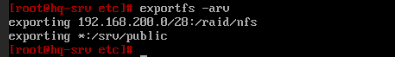 [root@hq-srv etc]# exportfs -arv
exporting 192.168.200.0/28:/raid/nfs
exporting *:/srv/public
[root@hq-srv etc]#